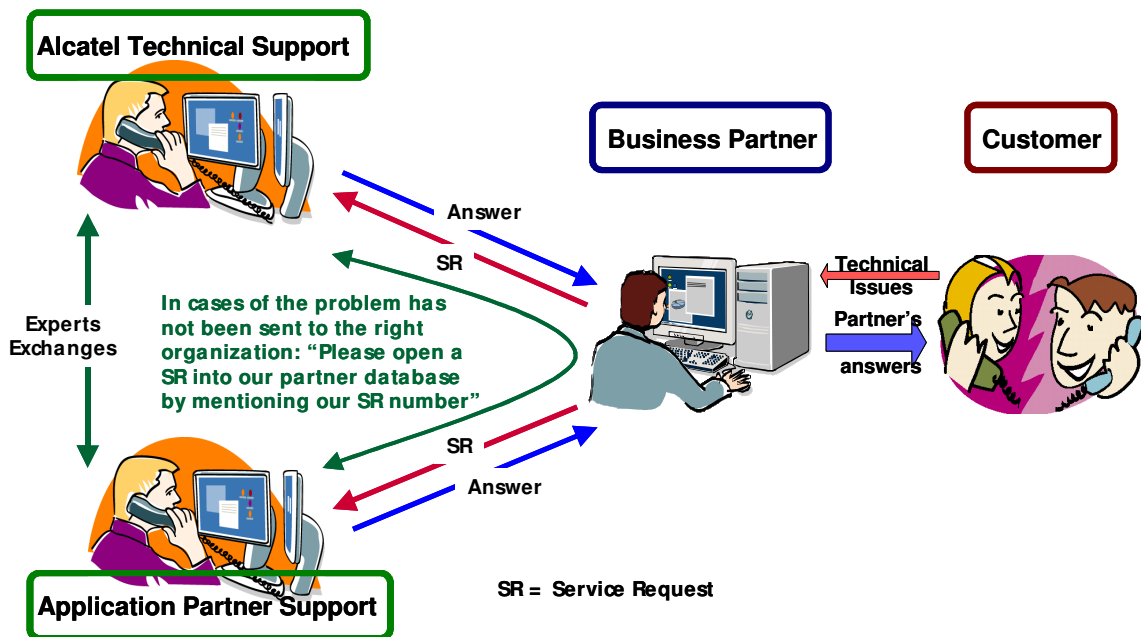 Alcatel Technical Support
Business Partner
Customer
Answer
SR
Technical
Issues
Partner's
answers
Experts
Exchanges
In cases of the problem has
not been sent to the right
organization: “Please open a
SR into our partner database
by mentioning our SR number”
SR
Answer
Application Partner Support
SR = Service Request